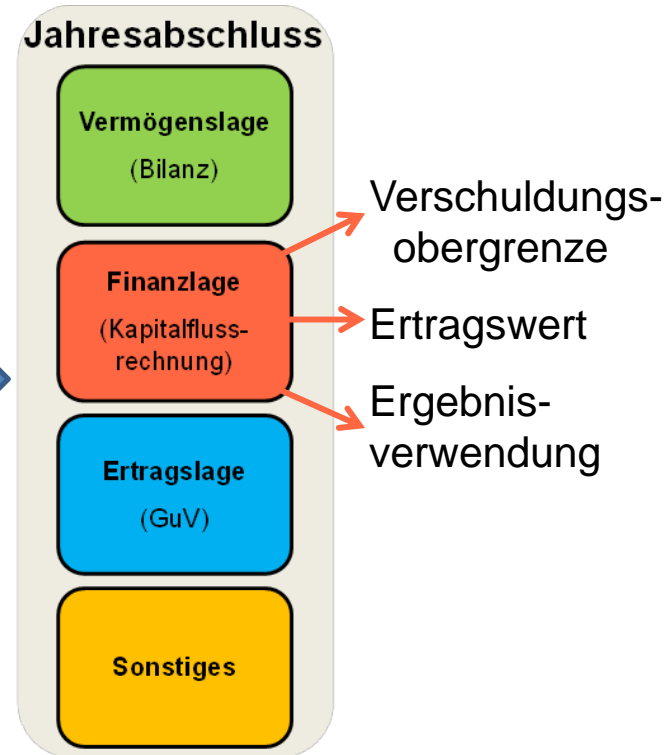 Jahresabschluss
Vermögenslage
(Bilanz)
Finanzlage
(Kapitalfluss-
rechnung)
Ertragslage
(GuV)
Sonstiges
Verschuldungs-
obergrenze
Ertragswert
Ergebnis-
verwendung